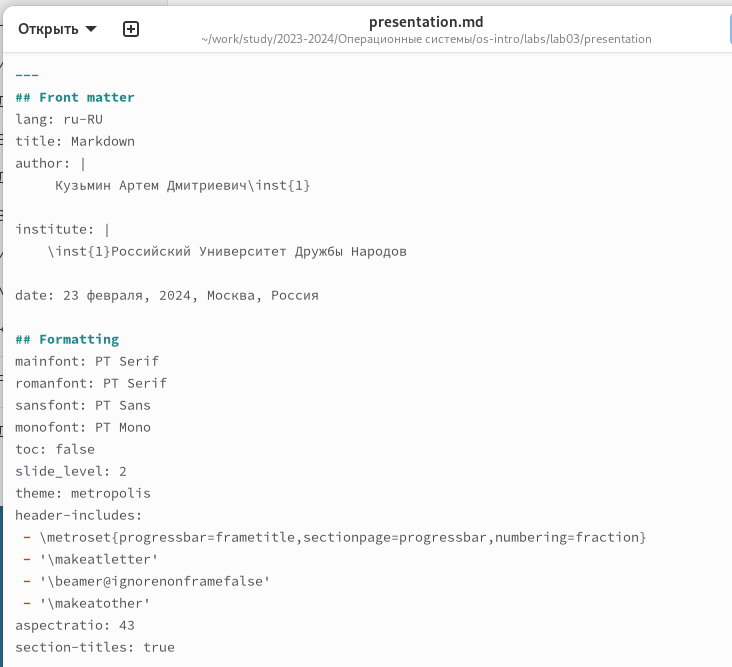 Открыть
presentation.md
~/work/study/2023-2024/Операционные системы/os-intro/labs/lab03/presentation
---
## Front matter
lang: ru-RU
title: Markdown
author: |
Кузьмин Артем Дмитриевич\inst{1}
institute: |
\inst{1}Российский Университет Дружбы Народов
date: 23 февраля, 2024, Москва, Россия
## Formatting
mainfont: PT Serif
romanfont: PT Serif
sansfont: PT Sans
monofont: PT Mono
toc: false
slide_level: 2
theme: metropolis
header-includes:
- \metroset{progressbar=frametitle,sectionpage=progressbar,numbering=fraction}
- '\makeatletter'
- '\beamer@ignorenonframefalse'
- '\makeatother'
aspectratio: 43
section-titles: true